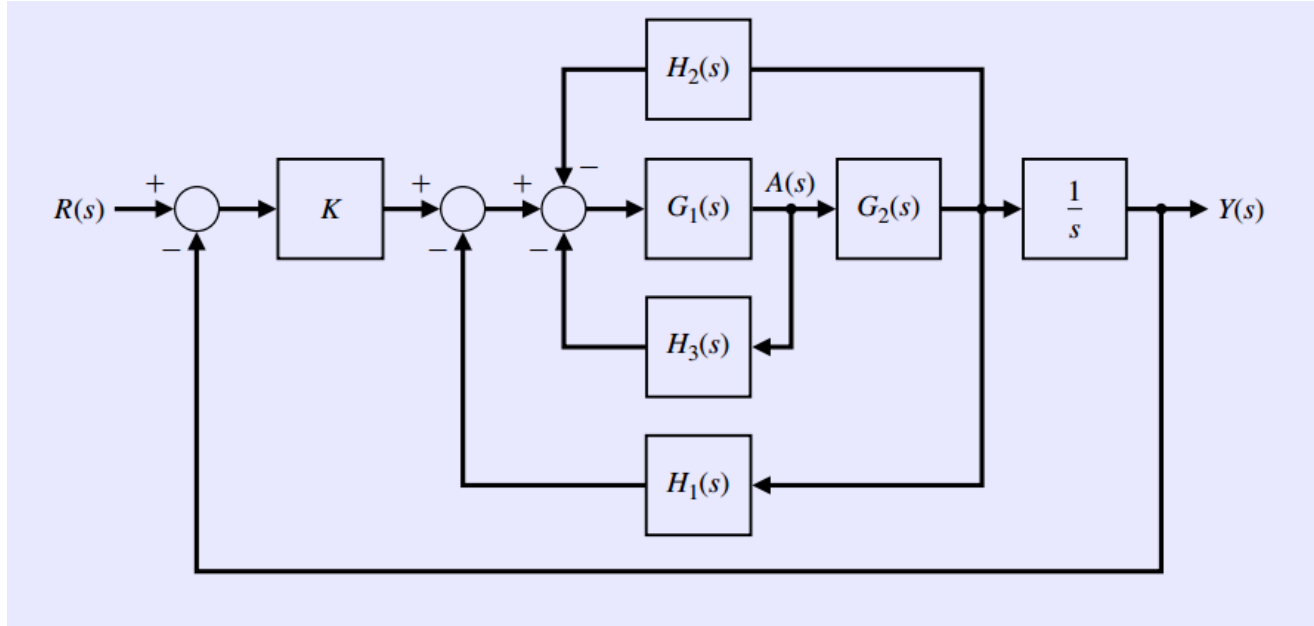 H₂(s)
−
+
R(s)
−
K
+
−
+
−
G₁(s)
A(s)
G₂(s)
1
s
Y(s)
H₃(s)
H₁(s)